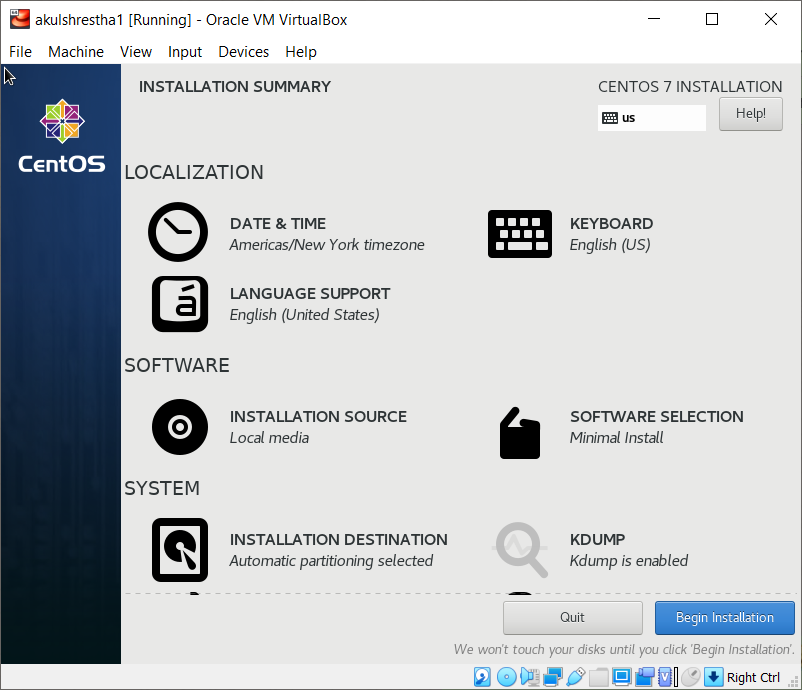 akulshrestha1 [Running] - Oracle VM VirtualBox
File Machine View Input Devices Help
INSTALLATION SUMMARY
CENTOS 7 INSTALLATION
us
Help!
CentOS
LOCALIZATION
DATE & TIME
Americas/New York timezone
KEYBOARD
English (US)
LANGUAGE SUPPORT
English (United States)
SOFTWARE
INSTALLATION SOURCE
Local media
SOFTWARE SELECTION
Minimal Install
SYSTEM
INSTALLATION DESTINATION
Automatic partitioning selected
KDUMP
Kdump is enabled
Quit
Begin Installation
We won't touch your disks until you click 'Begin Installation'.
Right Ctrl